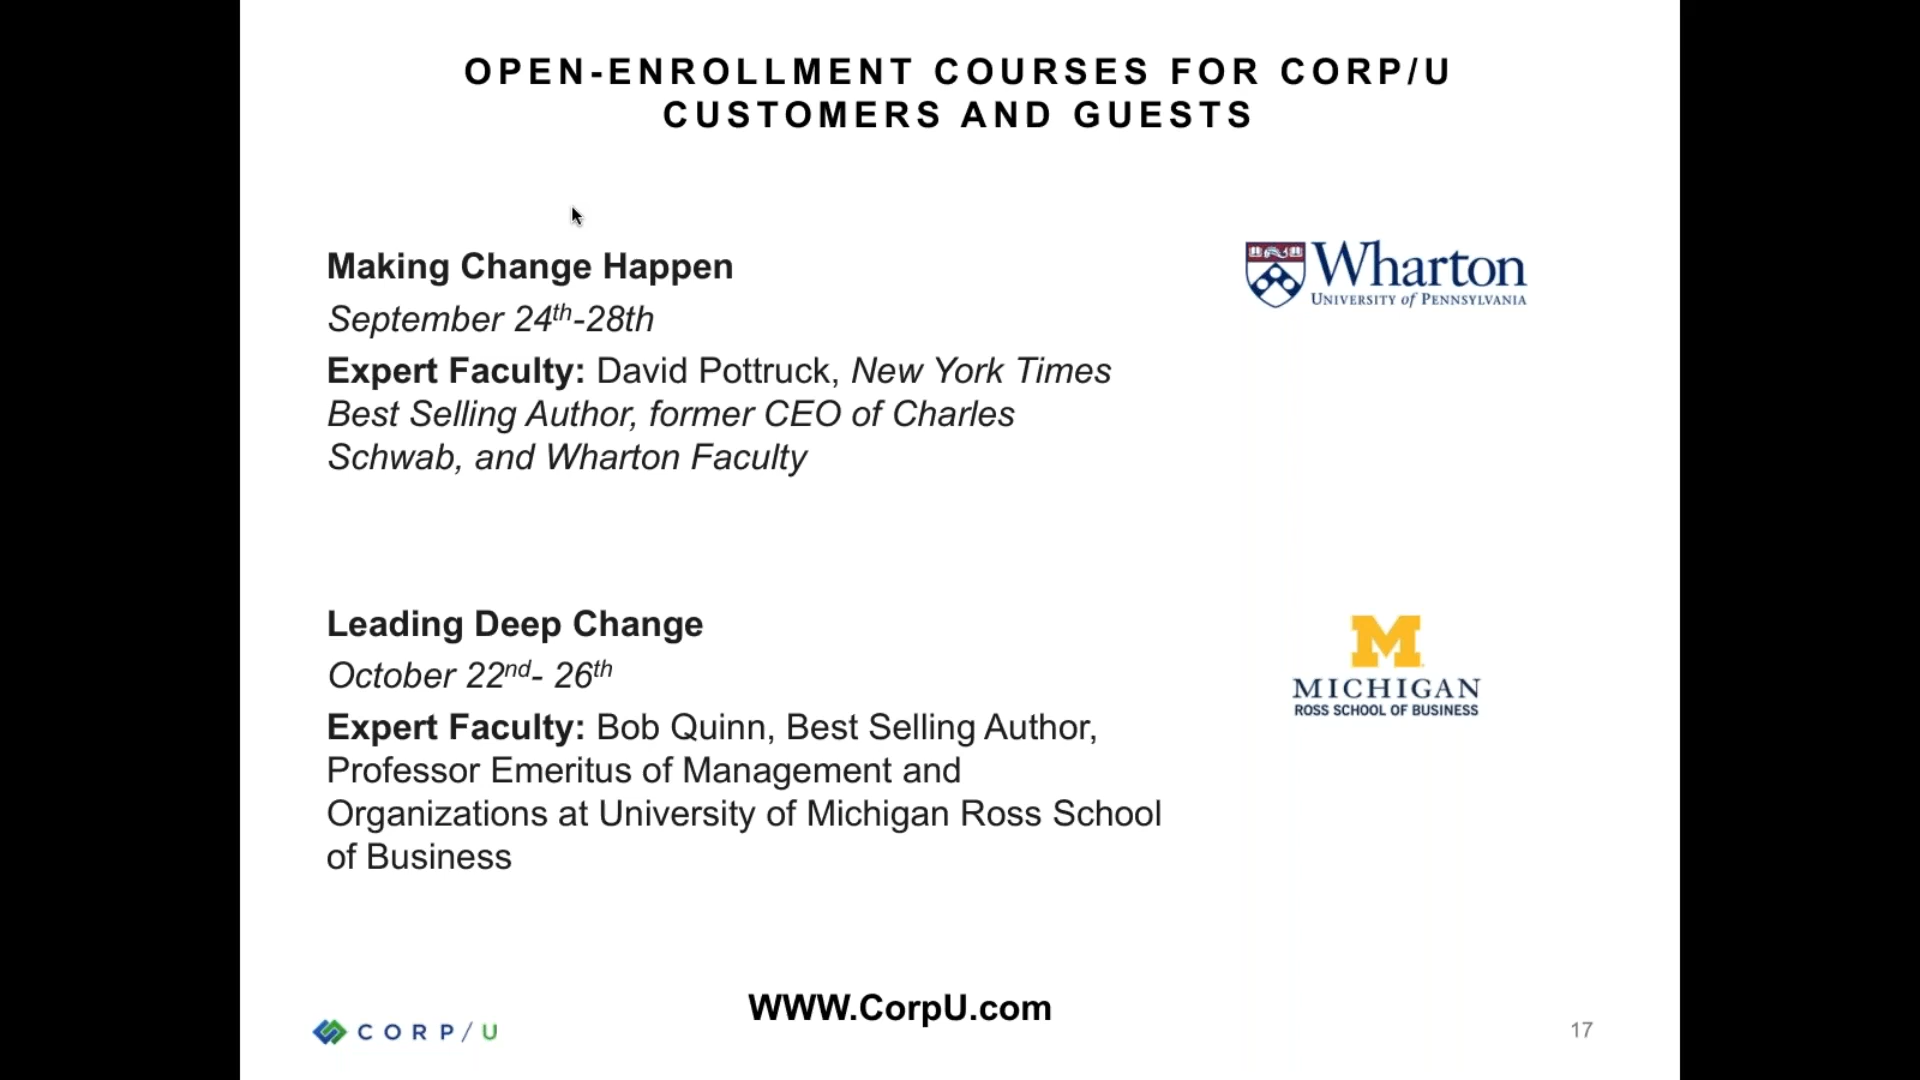 OPEN-ENROLLMENT COURSES FOR CORP/U
CUSTOMERS AND GUESTS
Making Change Happen
September 24th-28th
Expert Faculty: David Pottruck, New York Times
Best Selling Author, former CEO of Charles
Schwab, and Wharton Faculty
Wharton
UNIVERSITY of PENNSYLVANIA
Leading Deep Change
October 22nd- 26th
Expert Faculty: Bob Quinn, Best Selling Author,
Professor Emeritus of Management and
Organizations at University of Michigan Ross School
of Business
M
MICHIGAN
ROSS SCHOOL OF BUSINESS
WWW.CorpU.com
CORP/U
17